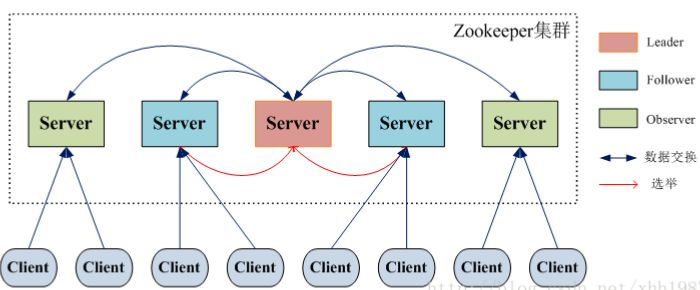 Zookeeper集群
Leader
Follower
Observer
数据交换
选举
Server Server Server Server Server
Client Client Client Client Client Client Client Client